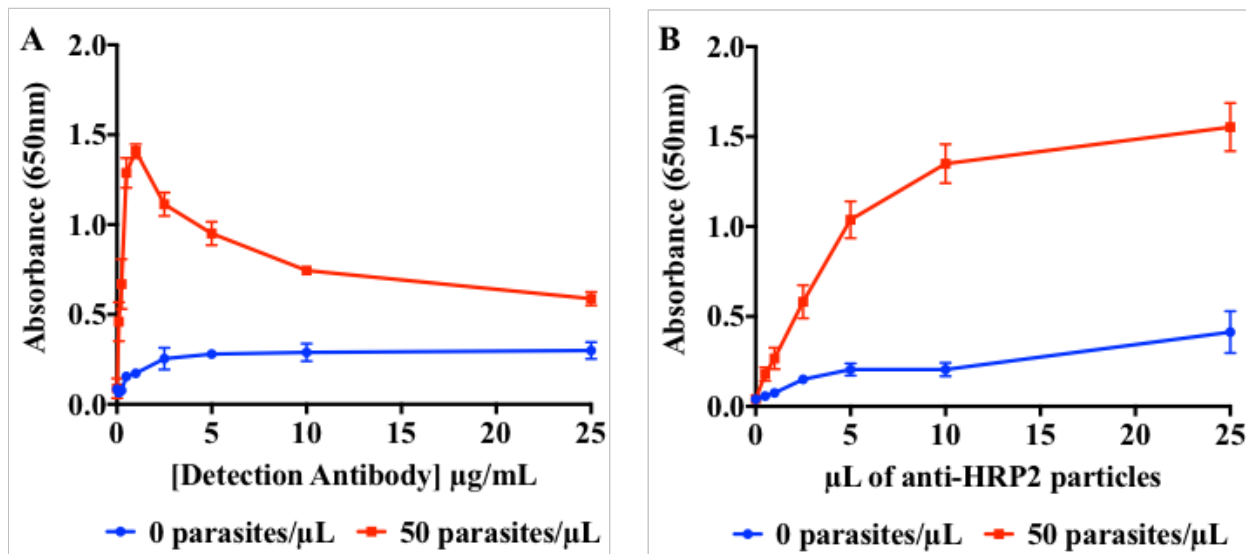 A
2.0
1.5
1.0
0.5
0.0
Absorbance (650nm)
0 5 10 15 20 25
[Detection Antibody] µg/mL
0 parasites/µL 50 parasites/µL
B
2.0
1.5
1.0
0.5
0.0
Absorbance (650nm)
0 5 10 15 20 25
µL of anti-HRP2 particles
0 parasites/µL 50 parasites/µL